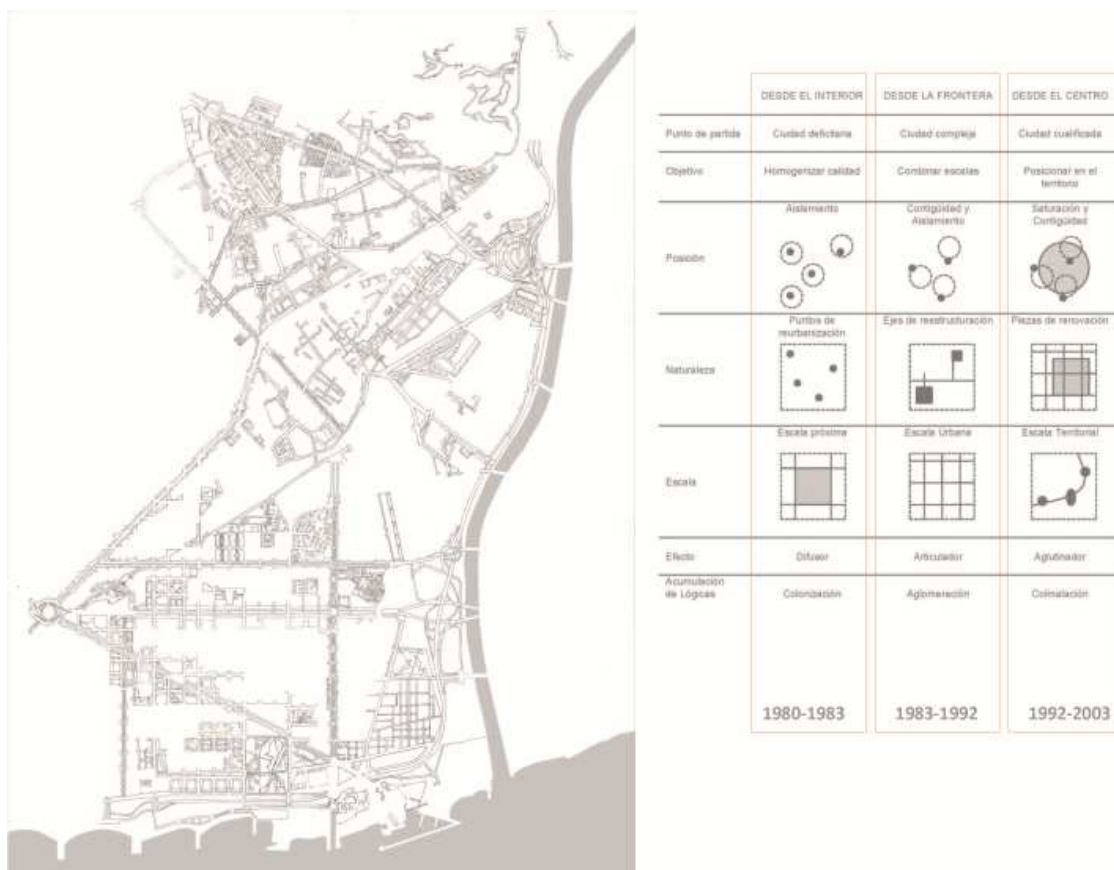 DESDE EL INTERIOR DESDE LA FRONTERA DESDE EL CENTRO
Punto de partida Ciudad deficitaria Ciudad compleja Ciudad cualificada
Objetivo Homogenizar calidad Combinar escalas Posicionar en el
territorio
Posición Aislamiento Contigüidad y Saturación y
Aislamiento Contigüidad
Naturaleza Puntos de Ejes de reestructuración Piezas de renovación
reurbanización
Escala Escala próxima Escala Urbana Escala Territorial
Efecto Difusor Articulador Aglutinador
Acumulación
de Lógicas Colonización Aglomeración Colmatación
1980-1983 1983-1992 1992-2003